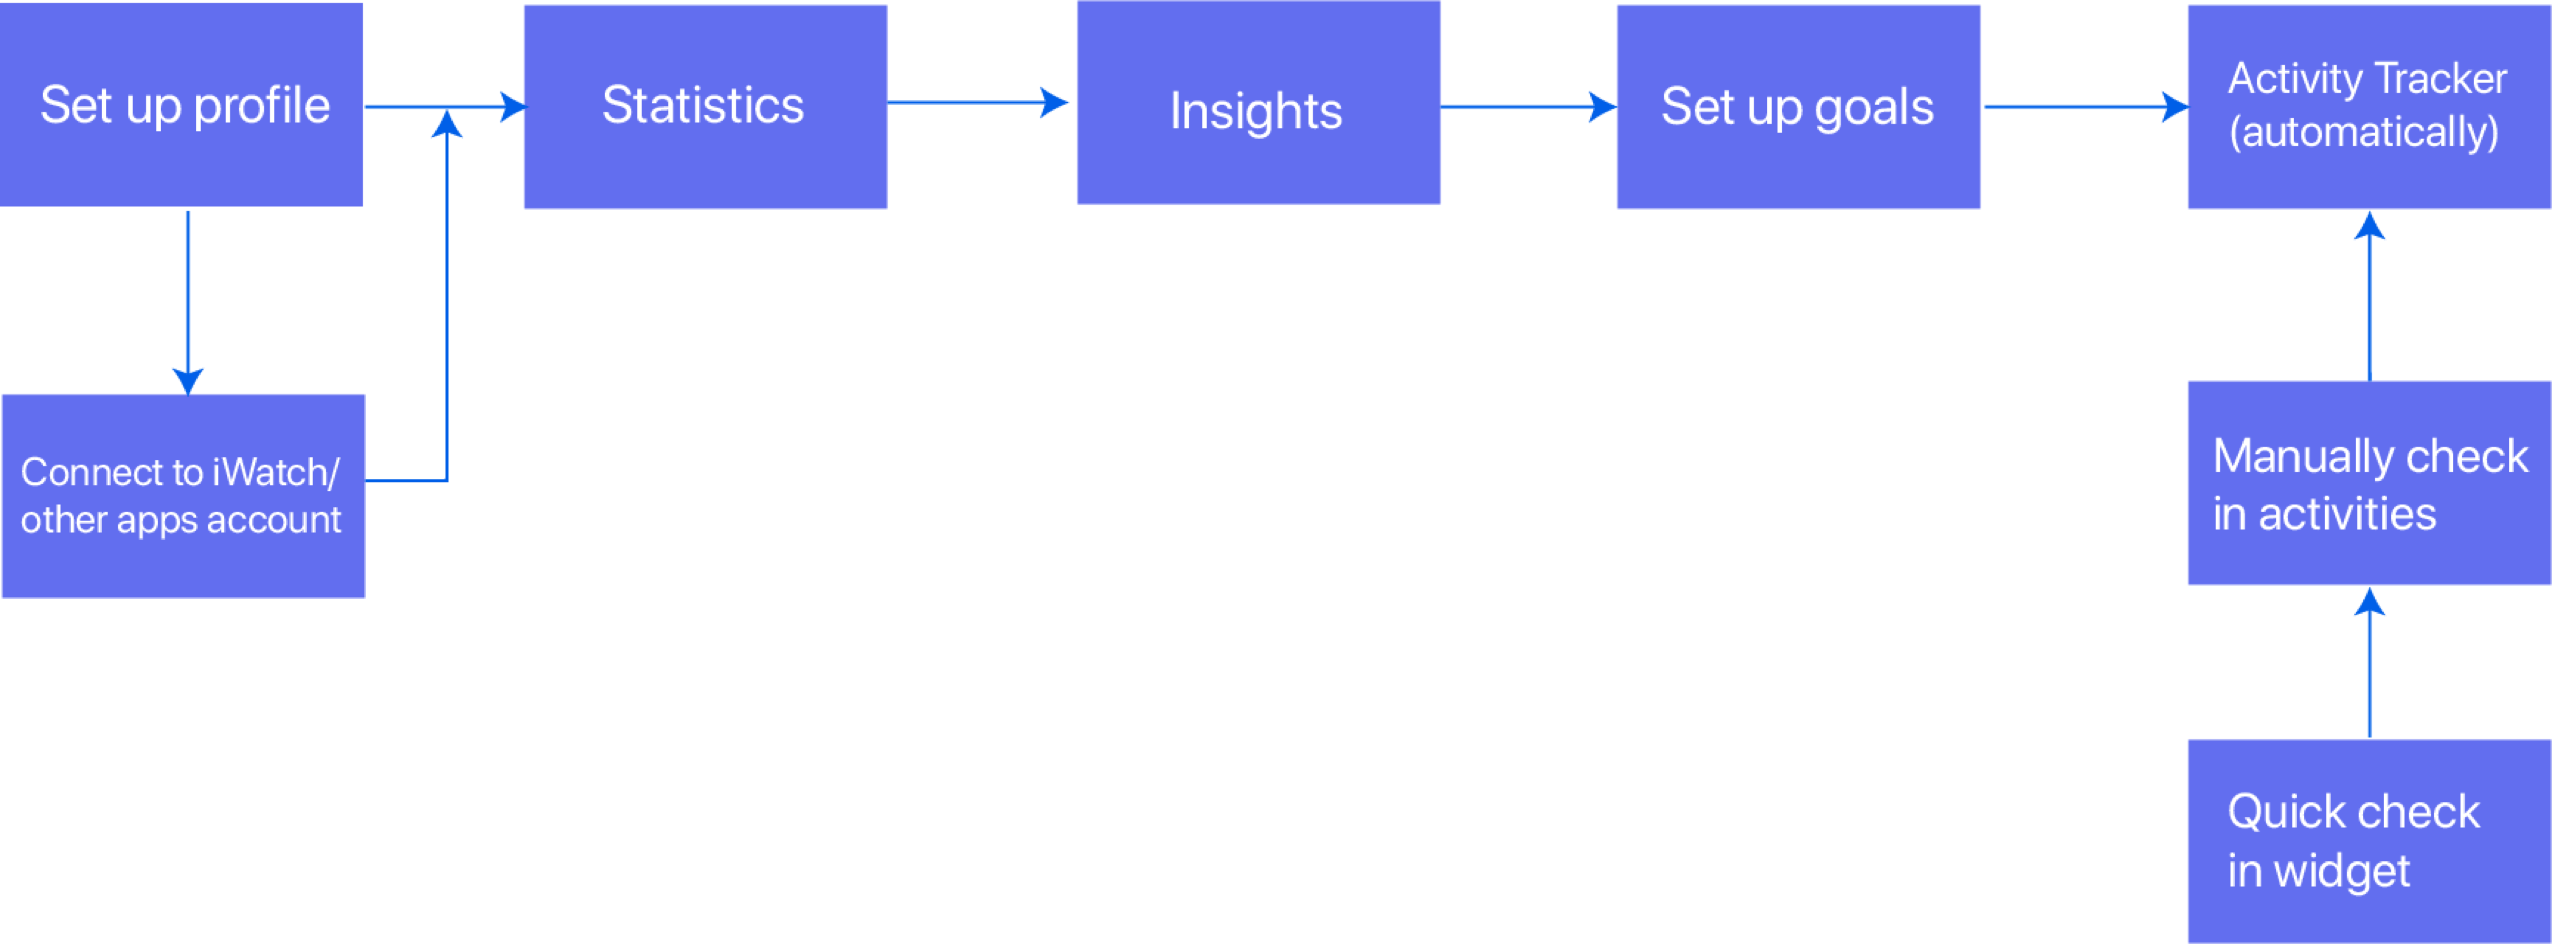 Set up profile
Statistics
Insights
Set up goals
Activity Tracker
(automatically)
Connect to iWatch/
other apps account
Manually check
in activities
Quick check
in widget